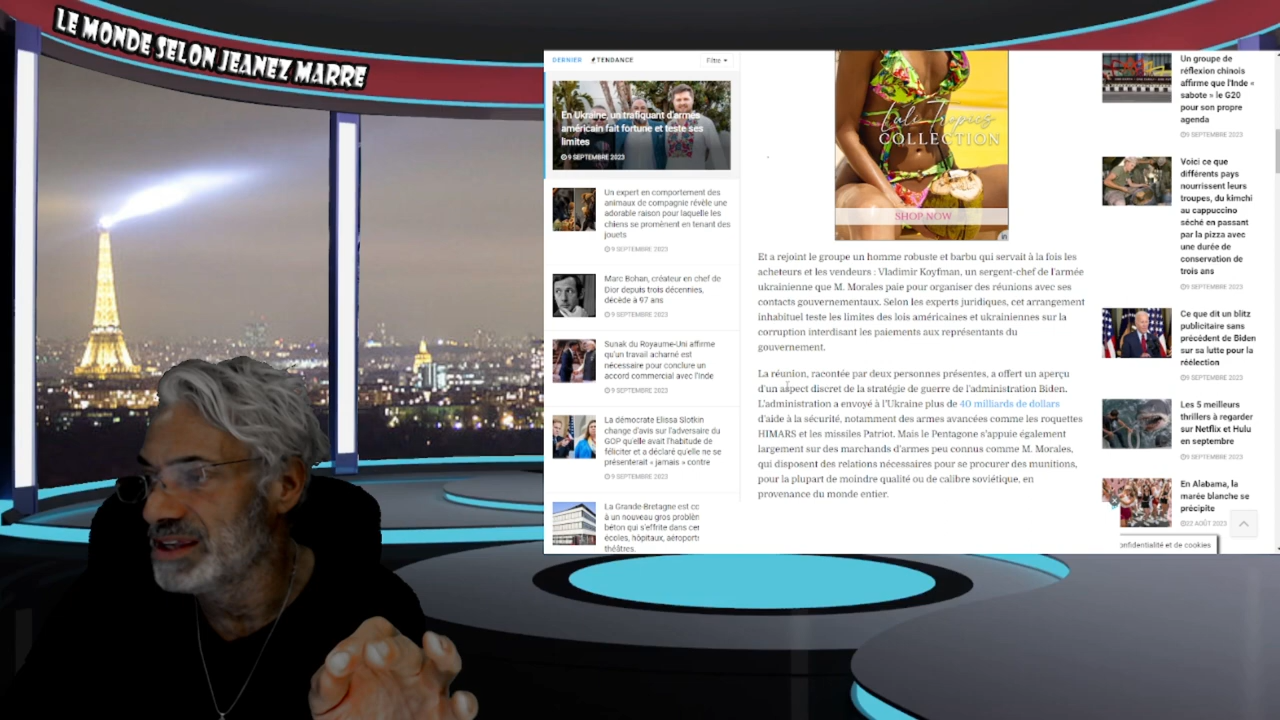 LE MONDE SELON JEANEZ MARRE
DERNIER
TENDANCE
Filtre
En Ukraine, un trafiquant d'armes
américain fait fortune et teste ses
limites
9 SEPTEMBRE 2023
Un expert en comportement des
animaux de compagnie révèle une
adorable raison pour laquelle les
chiens se promènent en tenant des
jouets
9 SEPTEMBRE 2023
Marc Bohan, créateur en chef de
Dior depuis trois décennies,
décède à 97 ans
9 SEPTEMBRE 2023
Sunak du Royaume-Uni affirme
qu'un travail acharné est
nécessaire pour conclure un
accord commercial avec l'Inde
9 SEPTEMBRE 2023
La démocrate Elissa Slotkin
change d'avis sur l'adversaire du
GOP qu'elle avait l'habitude de
féliciter et a déclaré qu'elle ne se
présenterait « jamais » contre
9 SEPTEMBRE 2023
La Grande-Bretagne est cc
à un nouveau gros problèn
béton qui s'effrite dans cer
écoles, hôpitaux, aéroports
théâtres.
Luli Tropics
COLLECTION
SHOP NOW
Et a rejoint le groupe un homme robuste et barbu qui servait à la fois les
acheteurs et les vendeurs : Vladimir Koyfman, un sergent-chef de l'armée
ukrainienne que M. Morales paie pour organiser des réunions avec ses
contacts gouvernementaux. Selon les experts juridiques, cet arrangement
inhabituel teste les limites des lois américaines et ukrainiennes sur la
corruption interdisant les paiements aux représentants du
gouvernement.
La réunion, racontée par deux personnes présentes, a offert un aperçu
d'un aspect discret de la stratégie de guerre de l'administration Biden.
L'administration a envoyé à l'Ukraine plus de 40 milliards de dollars
d'aide à la sécurité, notamment des armes avancées comme les roquettes
HIMARS et les missiles Patriot. Mais le Pentagone s'appuie également
largement sur des marchands d'armes peu connus comme M. Morales,
qui disposent des relations nécessaires pour se procurer des munitions,
pour la plupart de moindre qualité ou de calibre soviétique, en
provenance du monde entier.
Un groupe de
réflexion chinois
affirme que l'Inde «
sabote » le G20
pour son propre
agenda
9 SEPTEMBRE 2023
Voici ce que
différents pays
nourrissent leurs
troupes, du kimchi
au cappuccino
séché en passant
par la pizza avec
une durée de
conservation de
trois ans
9 SEPTEMBRE 2023
Ce que dit un blitz
publicitaire sans
précédent de Biden
sur sa lutte pour la
réélection
9 SEPTEMBRE 2023
Les 5 meilleurs
thrillers à regarder
sur Netflix et Hulu
en septembre
9 SEPTEMBRE 2023
En Alabama, la
marée blanche se
précipite
22 AOÛT 2023
onfidentialité et de cookies